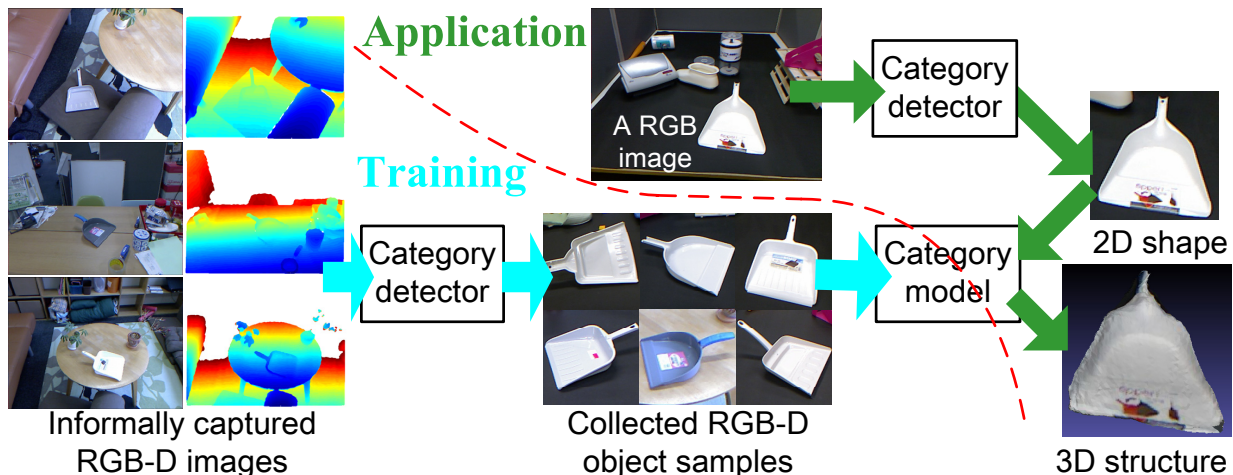 Application
A RGB
image
Category
detector
2D shape
Training
Category
detector
Category
model
Informally captured
RGB-D images
Collected RGB-D
object samples
3D structure